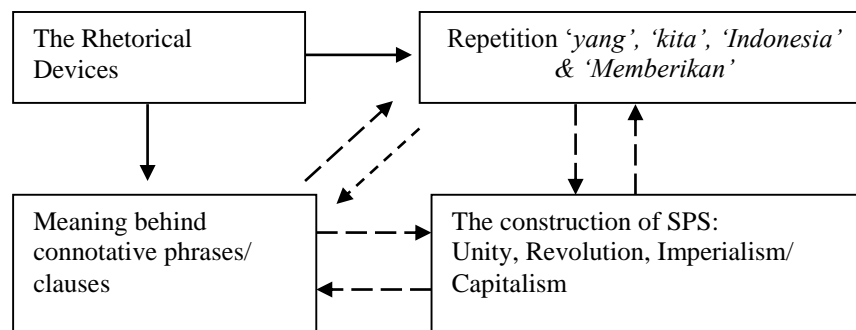 The Rhetorical
Devices
Repetition ‘yang’, ‘kita’, ‘Indonesia’
& ‘Memberikan’
Meaning behind
connotative phrases/
clauses
The construction of SPS:
Unity, Revolution, Imperialism/
Capitalism